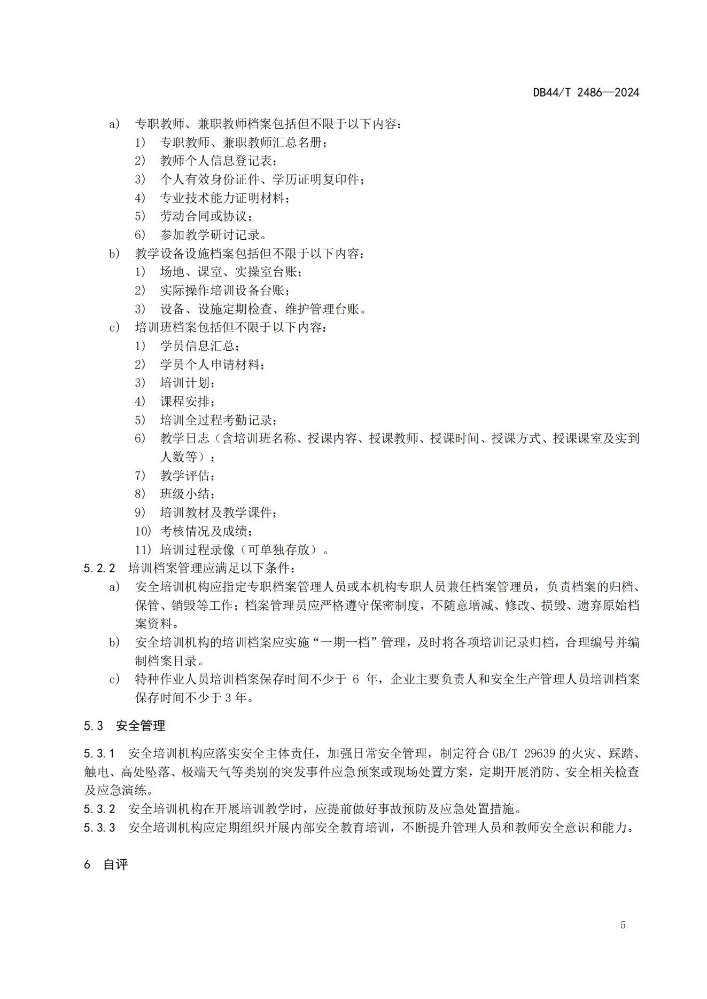 DB44/T 2486—2024
a) 专职教师、兼职教师档案包括但不限于以下内容：
1) 专职教师、兼职教师汇总名册；
2) 教师个人信息登记表；
3) 个人有效身份证件、学历证明复印件；
4) 专业技术能力证明材料；
5) 劳动合同或协议；
6) 参加教学研讨记录。
b) 教学设备设施档案包括但不限于以下内容：
1) 场地、课室、实操室台账；
2) 实际操作培训设备台账；
3) 设备、设施定期检查、维护管理台账。
c) 培训班档案包括但不限于以下内容：
1) 学员信息汇总；
2) 学员个人申请材料；
3) 培训计划；
4) 课程安排；
5) 培训全过程考勤记录；
6) 教学日志（含培训班名称、授课内容、授课教师、授课时间、授课方式、授课课室及实到
人数等）；
7) 教学评估；
8) 班级小结；
9) 培训教材及教学课件；
10) 考核情况及成绩；
11) 培训过程录像（可单独存放）。
5.2.2 培训档案管理应满足以下条件：
a) 安全培训机构应指定专职档案管理人员或本机构专职人员兼任档案管理员，负责档案的归档、
保管、销毁等工作；档案管理员应严格遵守保密制度，不随意增减、修改、损毁、遗弃原始档
案资料。
b) 安全培训机构的培训档案应实施“一期一档”管理，及时将各项培训记录归档，合理编号并编
制档案目录。
c) 特种作业人员培训档案保存时间不少于 6 年，企业主要负责人和安全生产管理人员培训档案
保存时间不少于 3 年。
5.3 安全管理
5.3.1 安全培训机构应落实安全主体责任，加强日常安全管理，制定符合 GB/T 29639 的火灾、踩踏、
触电、高处坠落、极端天气等类别的突发事件应急预案或现场处置方案，定期开展消防、安全相关检查
及应急演练。
5.3.2 安全培训机构在开展培训教学时，应提前做好事故预防及应急处置措施。
5.3.3 安全培训机构应定期组织开展内部安全教育培训，不断提升管理人员和教师安全意识和能力。
6 自评
5